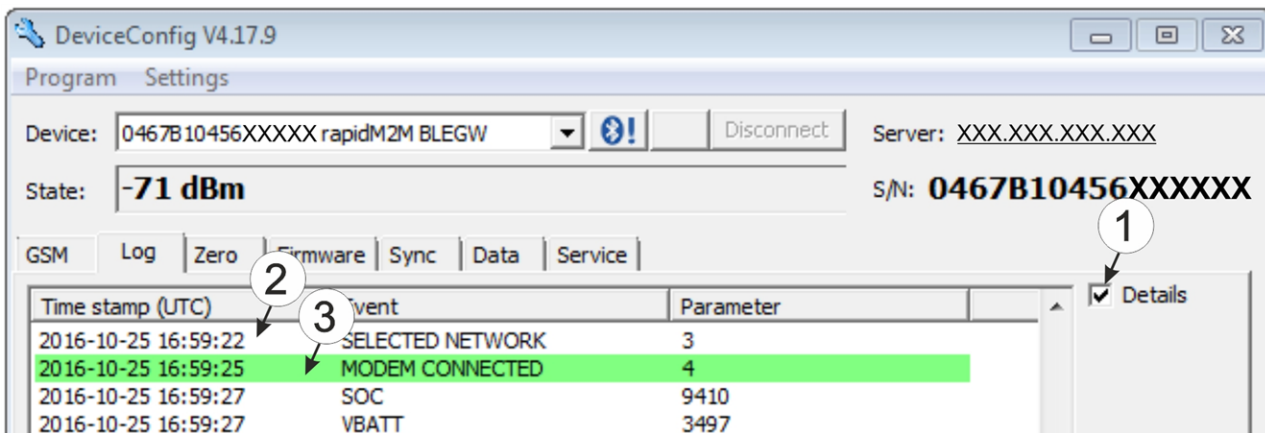 DeviceConfig V4.17.9
Program Settings
Device: 0467B10456XXXXX rapidM2M BLEGW ! Disconnect Server: XXX.XXX.XXX.XXX
State: -71 dBm S/N: 0467B10456XXXXXX
1
GSM Log Zero Firmware Sync Data Service
2
Details
Time stamp (UTC) Event Parameter
3
2016-10-25 16:59:22 SELECTED NETWORK 3
2016-10-25 16:59:25 MODEM CONNECTED 4
2016-10-25 16:59:27 SOC 9410
2016-10-25 16:59:27 VBATT 3497